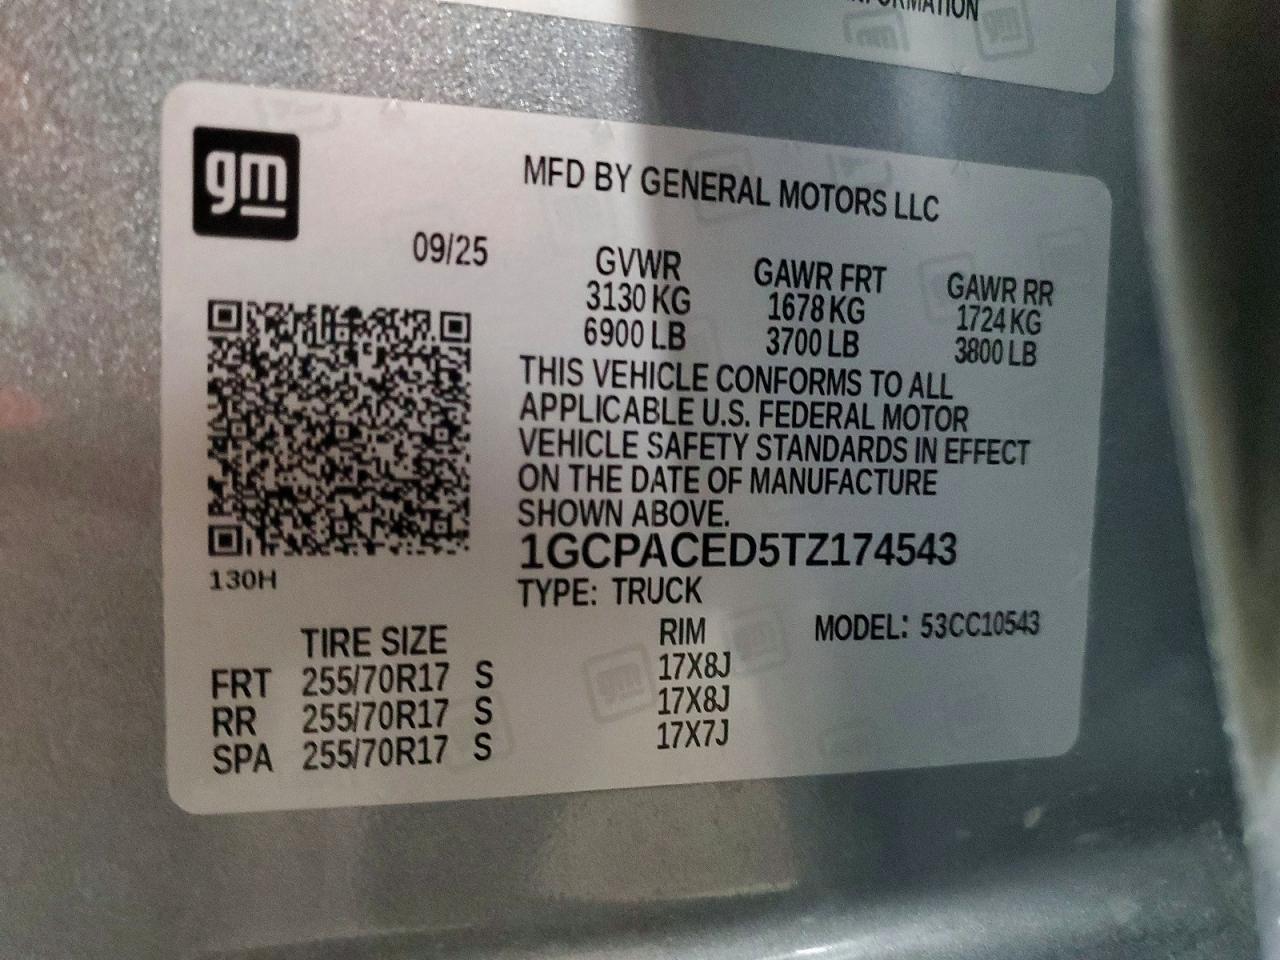 ORMATION
gm
MFD BY GENERAL MOTORS LLC
09/25
GVWR GAWR FRT GAWR RR
3130 KG 1678 KG 1724 KG
6900 LB 3700 LB 3800 LB
THIS VEHICLE CONFORMS TO ALL
APPLICABLE U.S. FEDERAL MOTOR
VEHICLE SAFETY STANDARDS IN EFFECT
ON THE DATE OF MANUFACTURE
SHOWN ABOVE.
1GCPACED5TZ174543
130H
TYPE: TRUCK
TIRE SIZE RIM MODEL: 53CC10543
FRT 255/70R17 S 17X8J
RR 255/70R17 S 17X8J
SPA 255/70R17 S 17X7J